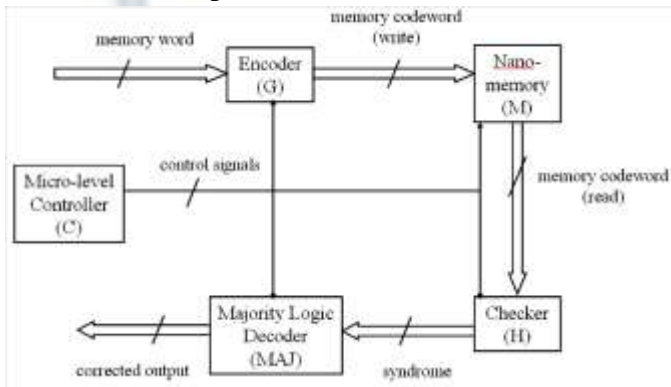 memory word
Encoder
(G)
memory codeword
(write)
Nano-
memory
(M)
control signals
Micro-level
Controller
(C)
memory codeword
(read)
Majority Logic
Decoder
(MAJ)
Checker
(H)
corrected output
syndrome